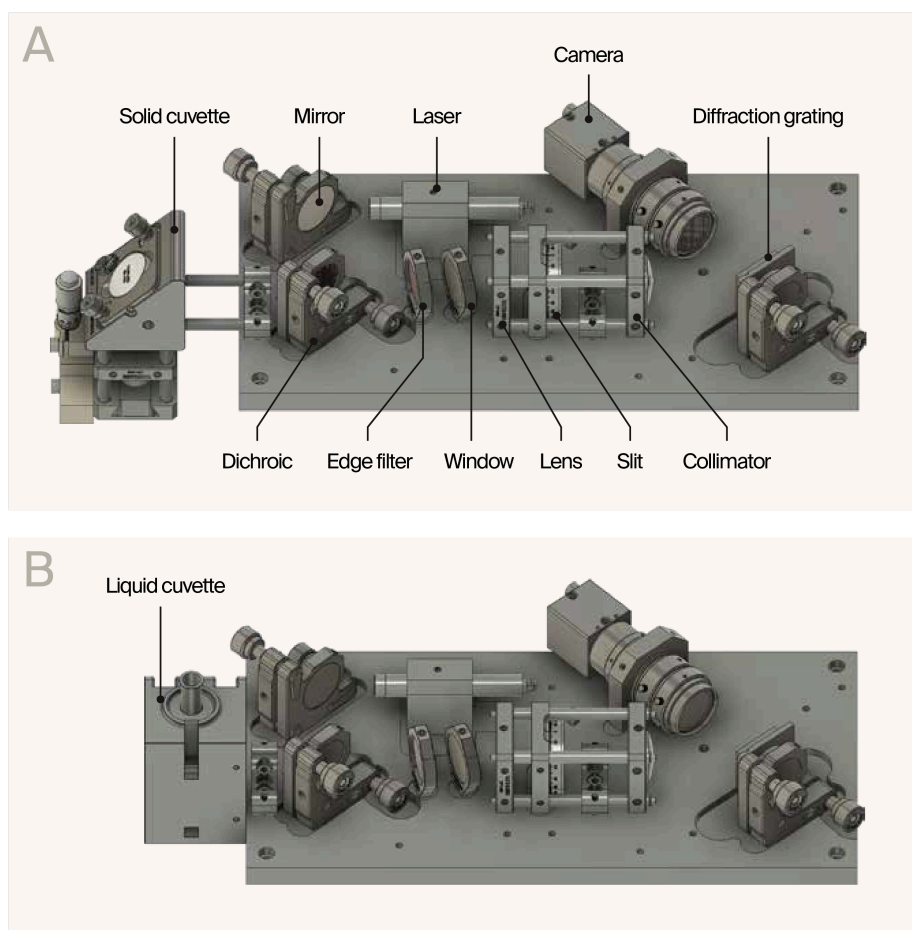 A
Camera
Solid cuvette
Mirror
Laser
Diffraction grating
Dichroic
Edge filter
Window
Lens
Slit
Collimator
B
Liquid cuvette